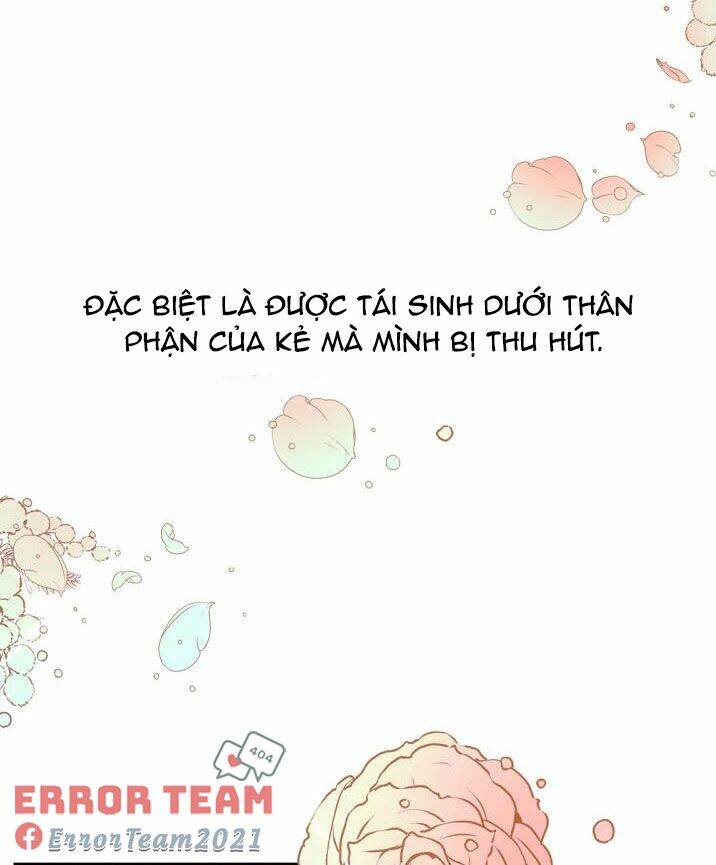 ĐẶC BIỆT LÀ ĐƯỢC TÁI SINH DƯỚI THÂN
PHẬN CỦA KẺ MÀ MÌNH BỊ THU HÚT.
404
ERROR TEAM
f ErrorTeam2021